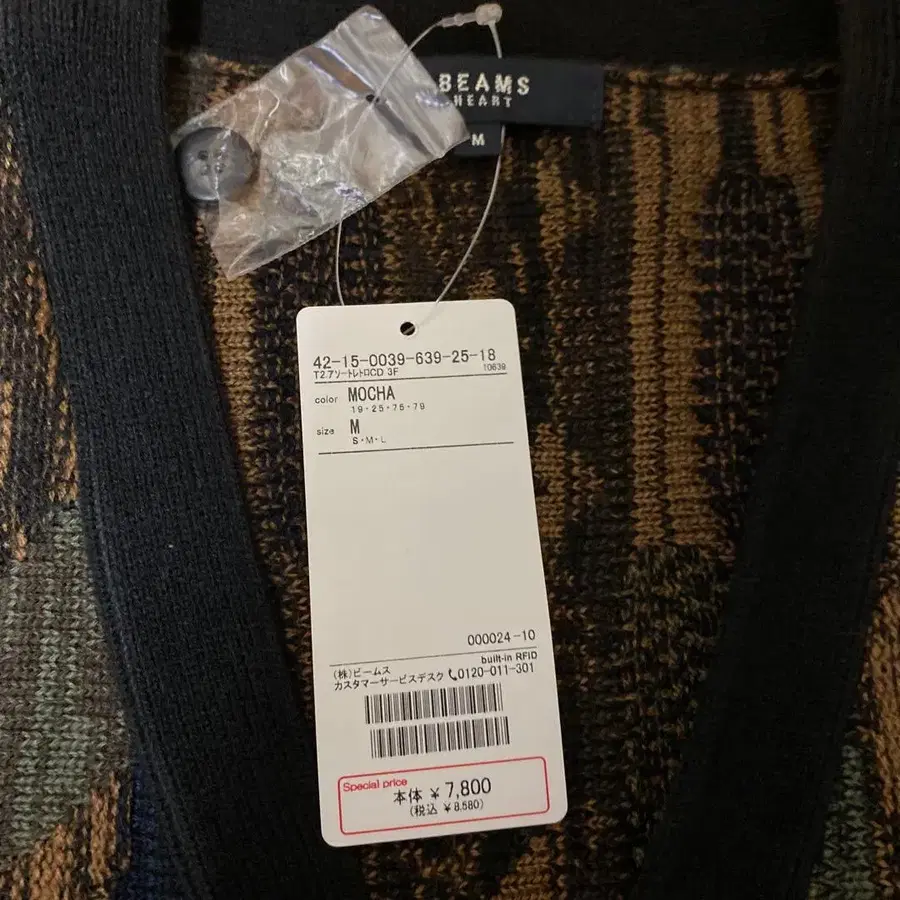 BEAMS
HEART
M
42-15-0039-639-25-18
T2.アソートレトロCD 3F 10639
color MOCHA
19・25・75・79
size M
S・M・L
000024-10
built-in RFID
(株)ビームス
カスタマーサービスデスク 0120-011-301
Special price
本体 ¥7,800
(税込 ¥8,580)